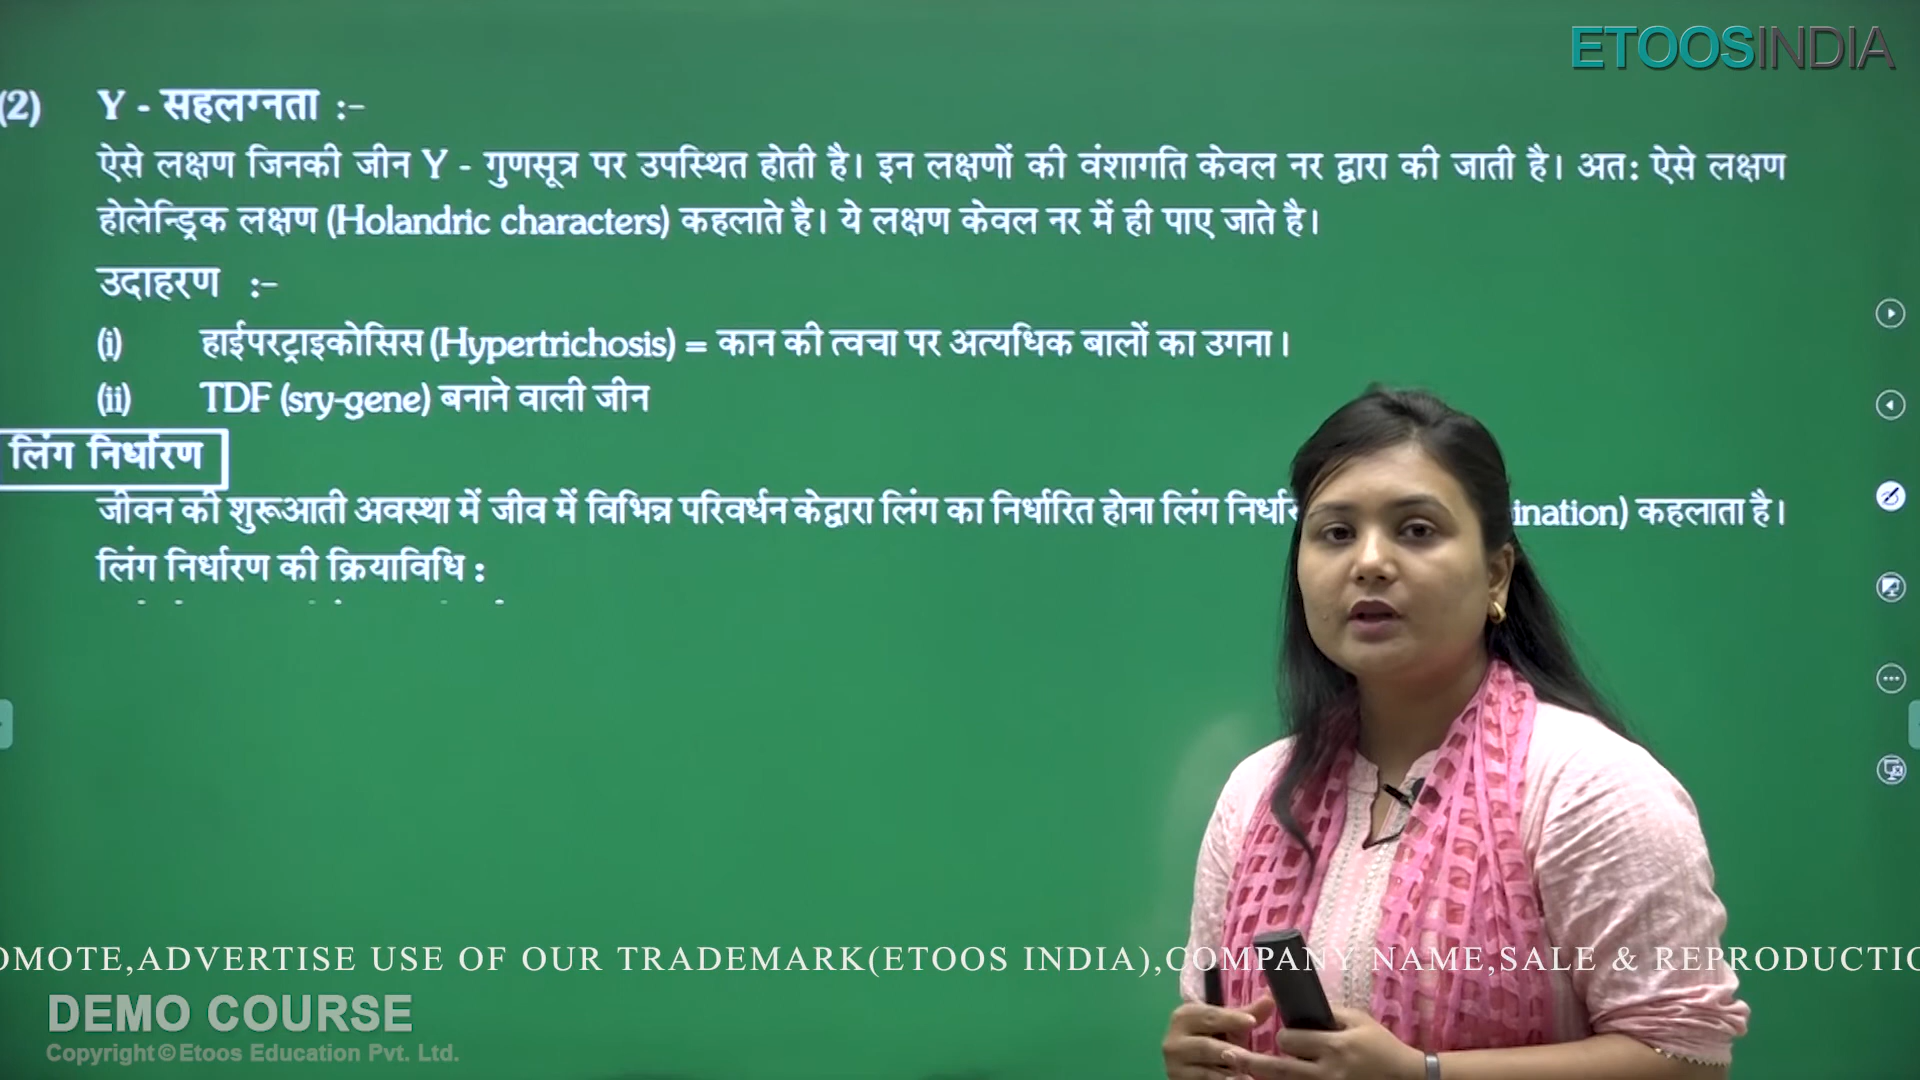 ETOOSINDIA
(2) Y - सहलग्नता :-
ऐसे लक्षण जिनकी जीन Y - गुणसूत्र पर उपस्थित होती है। इन लक्षणों की वंशागति केवल नर द्वारा की जाती है। अत: ऐसे लक्षण
होलेन्ड्रिक लक्षण (Holandric characters) कहलाते है। ये लक्षण केवल नर में ही पाए जाते है।
उदाहरण :-
(i) हाईपरट्राइकोसिस (Hypertrichosis) = कान की त्वचा पर अत्यधिक बालों का उगना।
(ii) TDF (sry-gene) बनाने वाली जीन
लिंग निर्धारण
जीवन की शुरूआती अवस्था में जीव में विभिन्न परिवर्धन केद्वारा लिंग का निर्धारित होना लिंग ination) कहलाता है।
लिंग निर्धारण की क्रियाविधि :
OMOTE,ADVERTISE USE OF OUR TRADEMARK(ETOOS INDIA),COMPANY NAME,SALE & REPRODUCTIO
DEMO COURSE
Copyright©Etoos Education Pvt. Ltd.